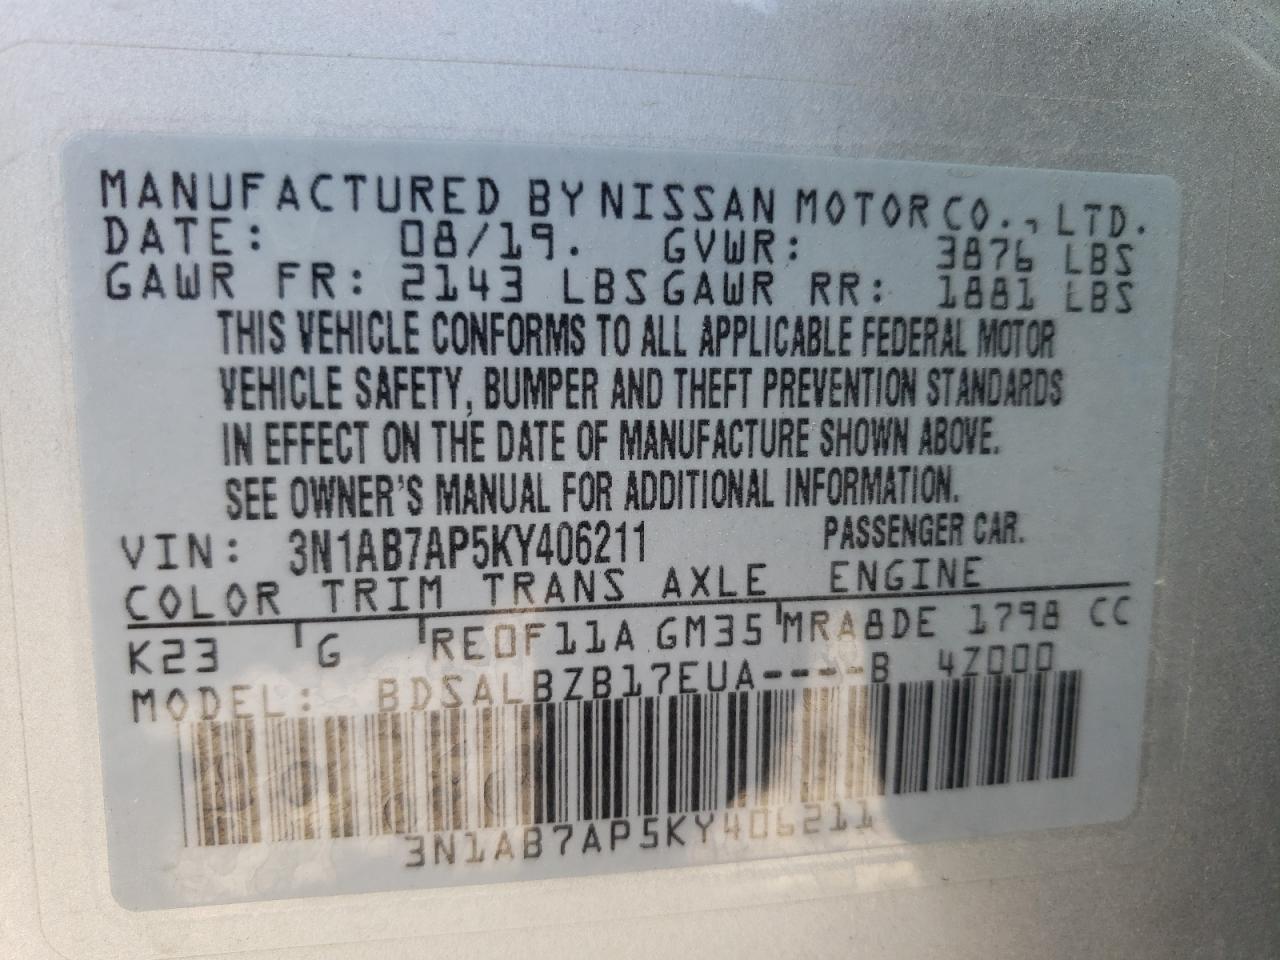 MANUFACTURED BY NISSAN MOTOR CO., LTD.
DATE: 08/19. GVWR: 3876 LBS
GAWR FR: 2143 LBS GAWR RR: 1881 LBS
THIS VEHICLE CONFORMS TO ALL APPLICABLE FEDERAL MOTOR
VEHICLE SAFETY, BUMPER AND THEFT PREVENTION STANDARDS
IN EFFECT ON THE DATE OF MANUFACTURE SHOWN ABOVE.
SEE OWNER'S MANUAL FOR ADDITIONAL INFORMATION.
VIN: 3N1AB7AP5KY406211 PASSENGER CAR.
COLOR TRIM TRANS AXLE ENGINE
K23 G RE0F11A GM35 MRA8DE 1798 CC
MODEL: BDSALBZB17EUA-----B 4Z000
3N1AB7AP5KY406211